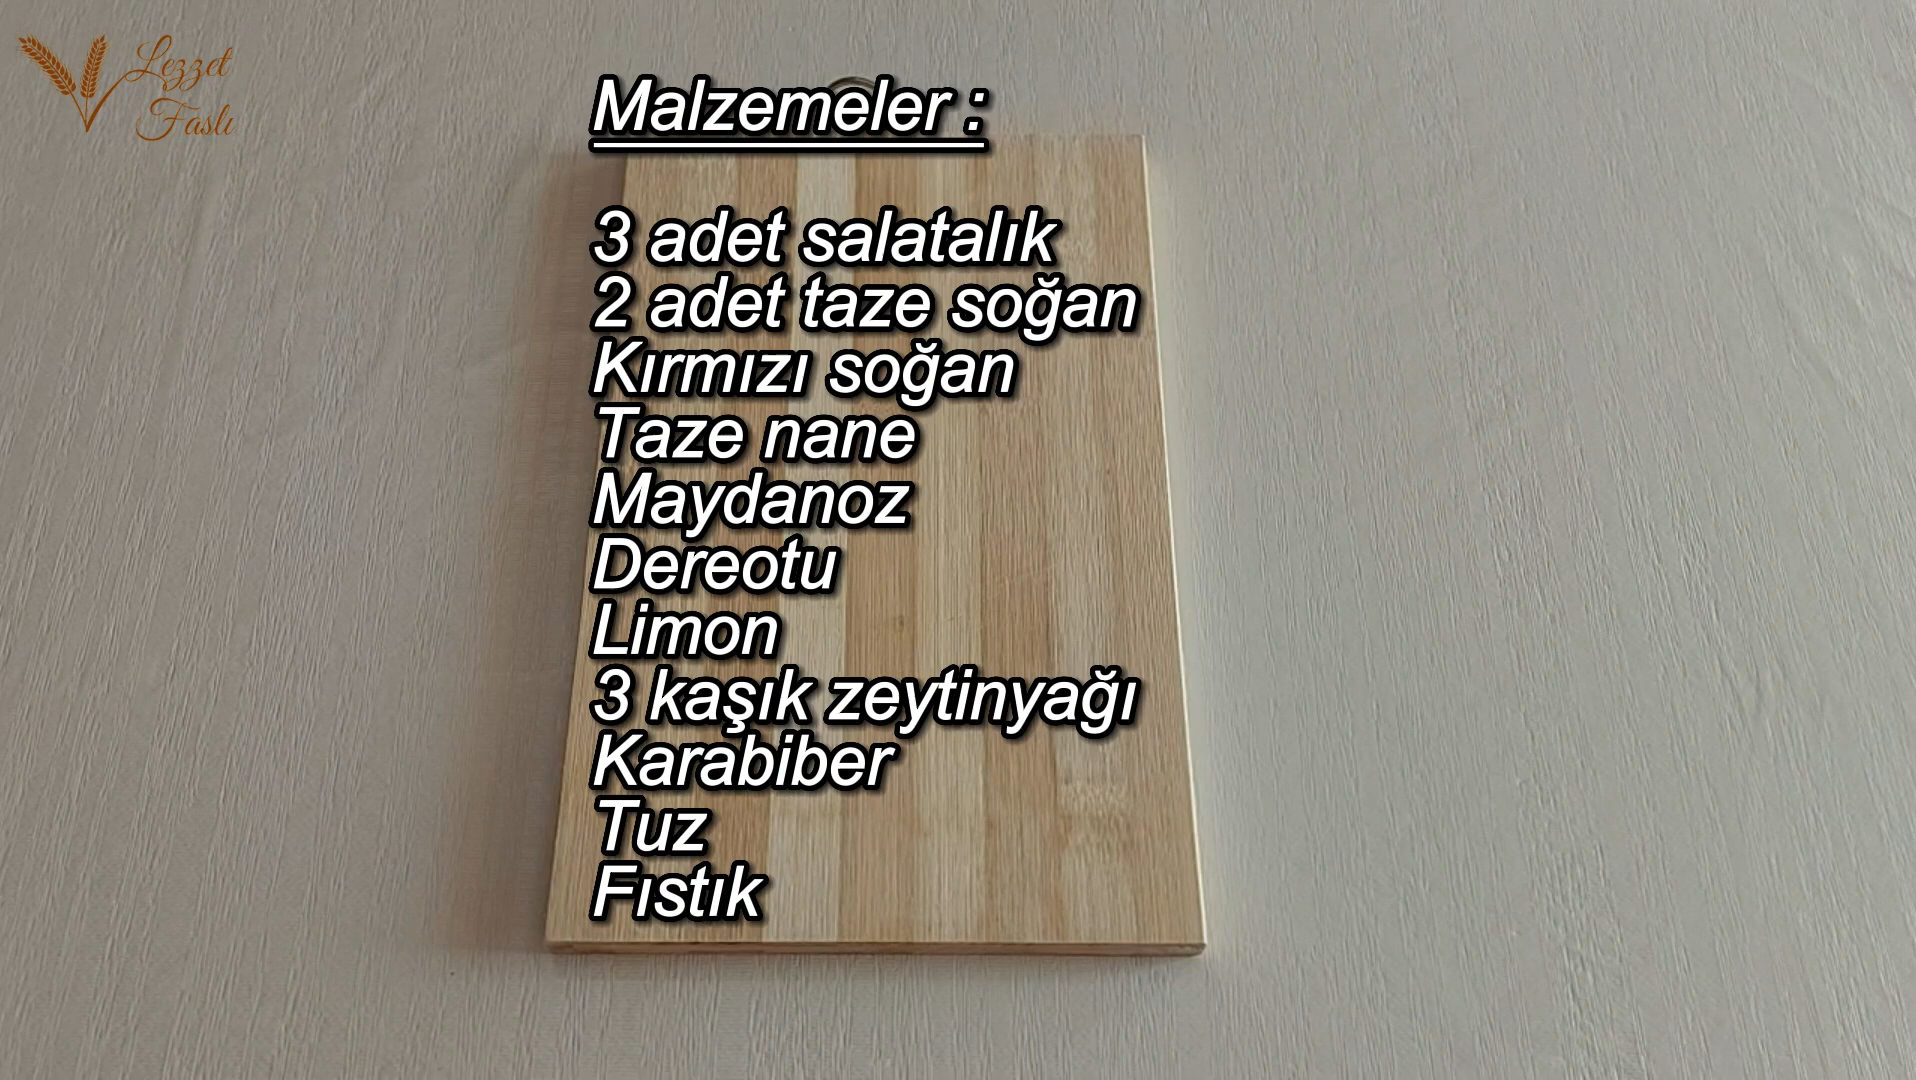 Lezzet
Faslı
Malzemeler :
3 adet salatalık
2 adet taze soğan
Kırmızı soğan
Taze nane
Maydanoz
Dereotu
Limon
3 kaşık zeytinyağı
Karabiber
Tuz
Fıstık